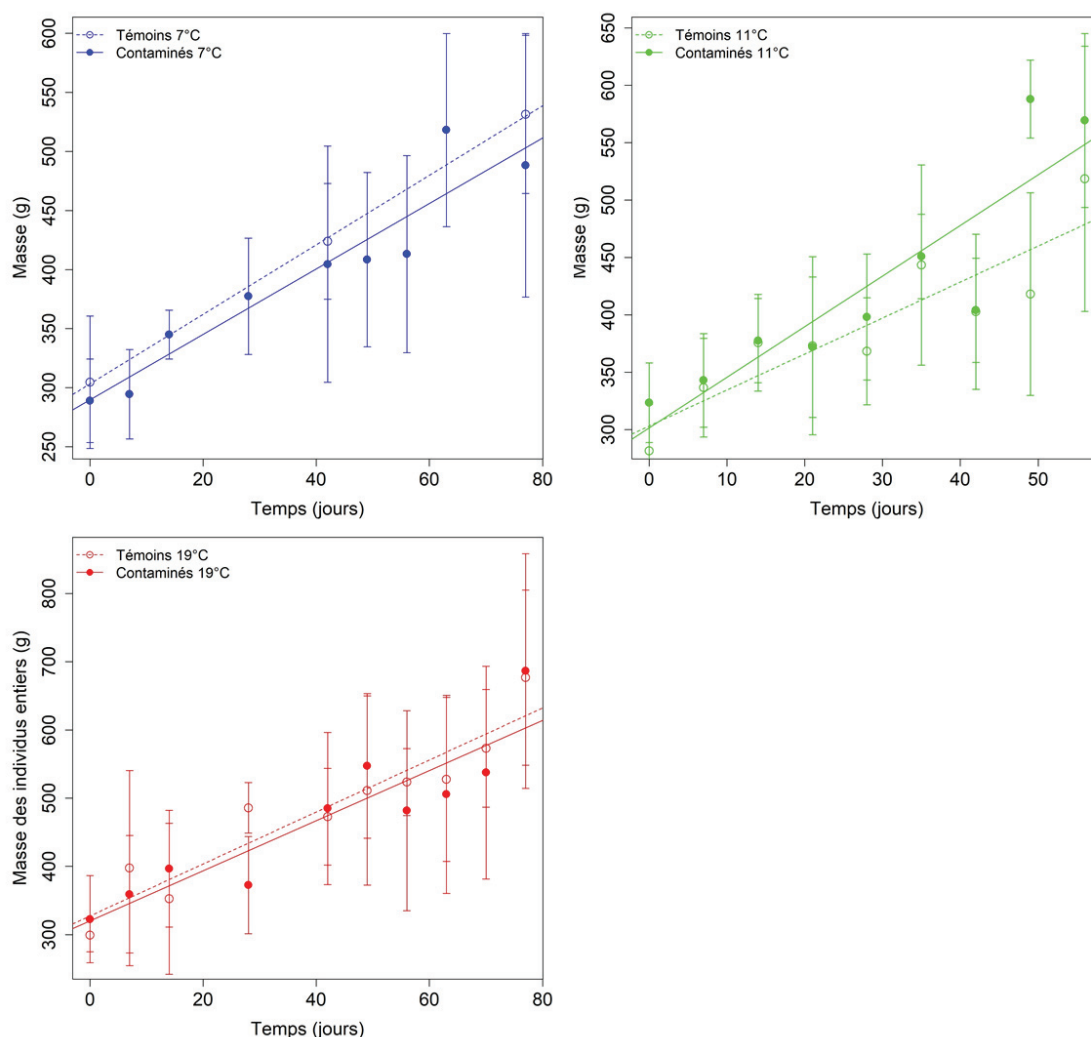 Témoins 7°C
Contaminés 7°C
Masse (g)
600
550
500
450
400
350
300
250
0 20 40 60 80
Temps (jours)
Témoins 11°C
Contaminés 11°C
Masse (g)
650
600
550
500
450
400
350
300
0 10 20 30 40 50
Temps (jours)
Témoins 19°C
Contaminés 19°C
Masse des individus entiers (g)
800
700
600
500
400
300
0 20 40 60 80
Temps (jours)